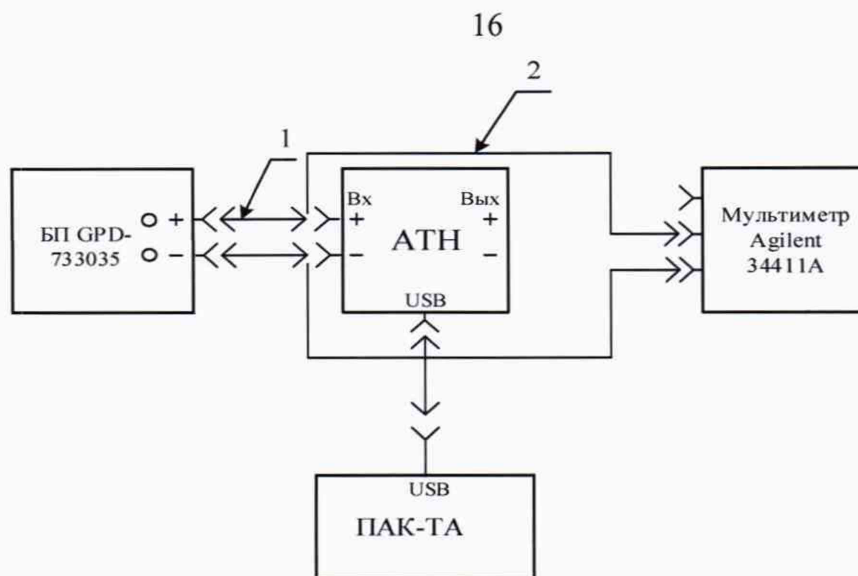 16
2
1
Вх
Вых
+
+
+
БП GPD-
733035
АТН
Мультиметр
Agilent
34411A
−
−
−
USB
USB
ПАК-ТА